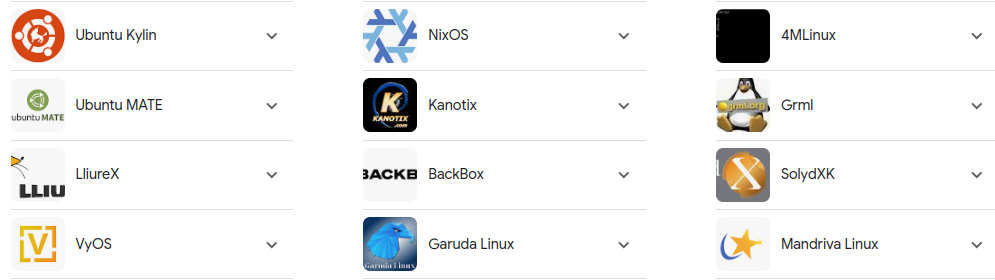 Ubuntu Kylin
NixOS
4MLinux
ubuntu MATE
Ubuntu MATE
KANOTIX
.com
Kanotix
grml.org
Grml
LLIU
LliureX
BACKB
BackBox
X
SolydXK
V
VyOS
Garuda Linux
Garuda Linux
Mandriva Linux